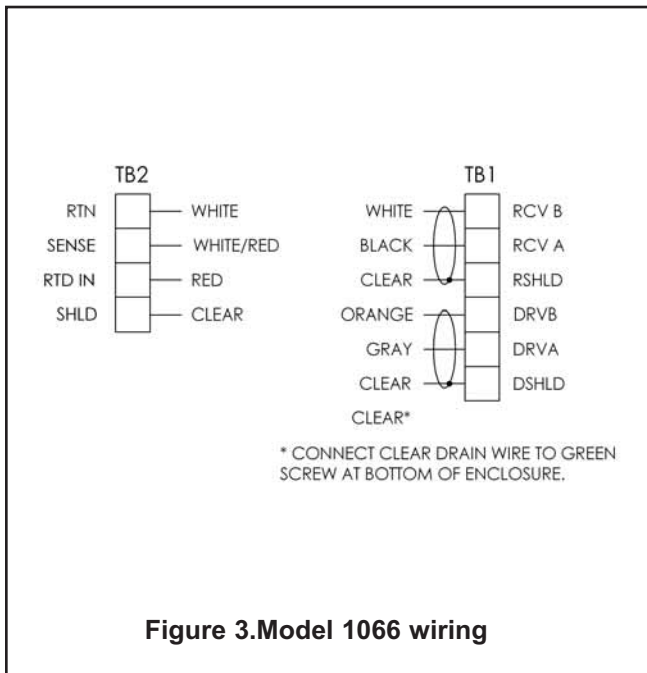 TB2
RTN WHITE
SENSE WHITE/RED
RTD IN RED
SHLD CLEAR
TB1
WHITE RCV B
BLACK RCV A
CLEAR RSHLD
ORANGE DRVB
GRAY DRVA
CLEAR DSHLD
CLEAR*
* CONNECT CLEAR DRAIN WIRE TO GREEN
SCREW AT BOTTOM OF ENCLOSURE.
Figure 3.Model 1066 wiring